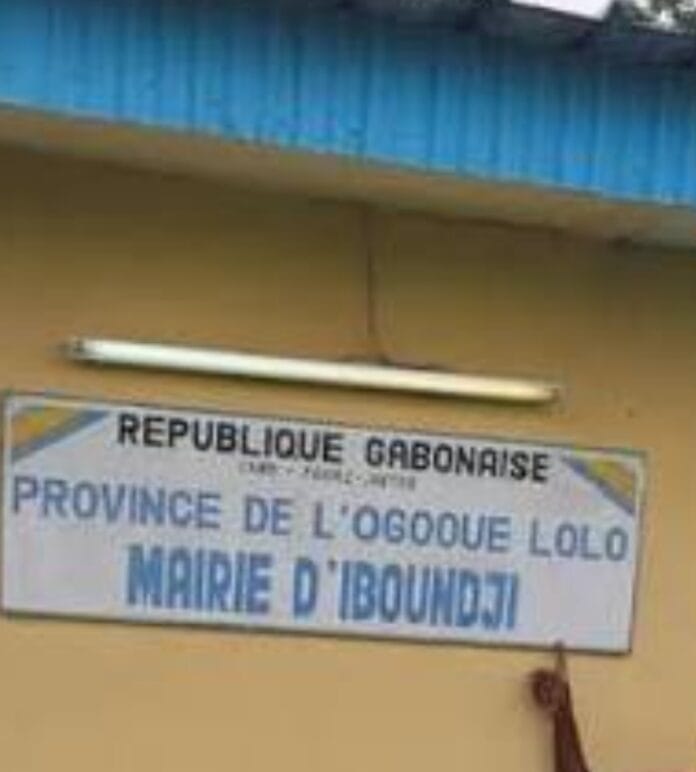 REPUBLIQUE GABONAISE
PROVINCE DE L'OGOOUE LOLO
MAIRIE D'IBOUNDJI